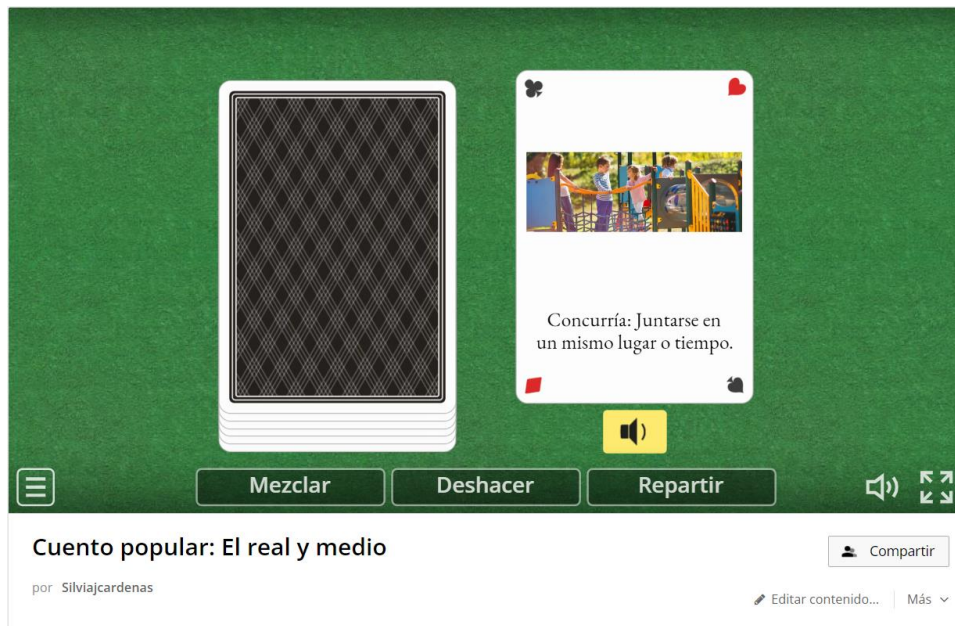 Concurría: Juntarse en
un mismo lugar o tiempo.
Mezclar
Deshacer
Repartir
Cuento popular: El real y medio
Compartir
por Silviajcardenas
Editar contenido...
Más